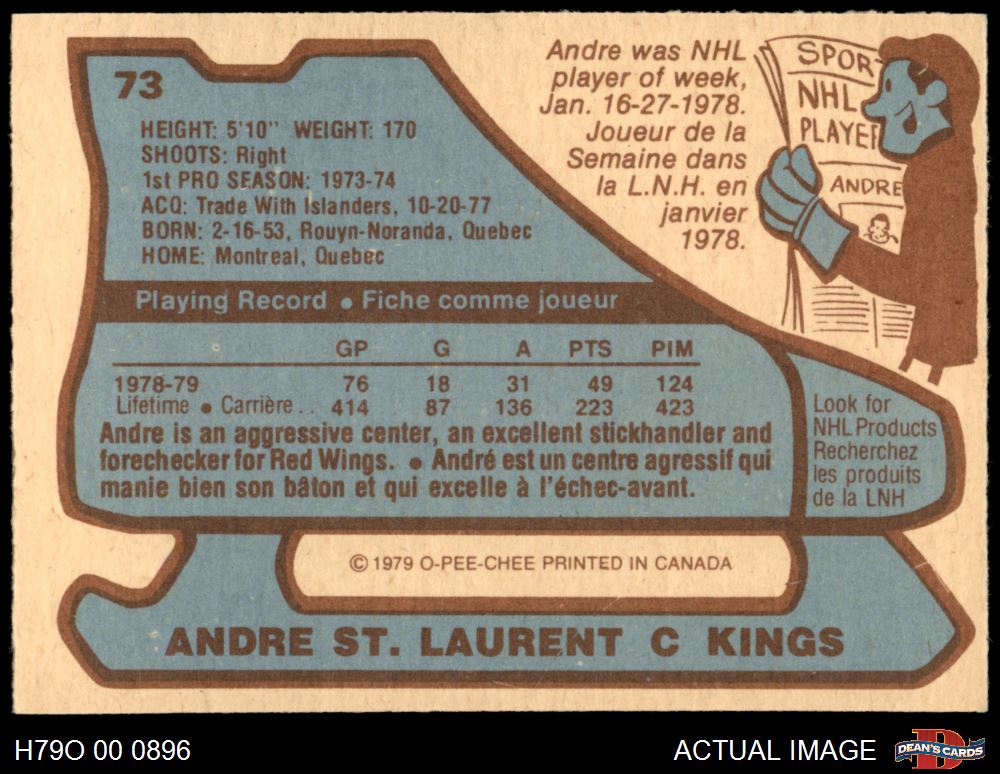 73
HEIGHT: 5'10" WEIGHT: 170
SHOOTS: Right
1st PRO SEASON: 1973-74
ACQ: Trade With Islanders, 10-20-77
BORN: 2-16-53, Rouyn-Noranda, Quebec
HOME: Montreal, Quebec
Andre was NHL
player of week,
Jan. 16-27-1978.
Joueur de la
Semaine dans
la L.N.H. en
janvier
1978.
SPOR
NHL
PLAYER
ANDRE
Playing Record • Fiche comme joueur
GP G A PTS PIM
1978-79 76 18 31 49 124
Lifetime • Carrière .. 414 87 136 223 423
Andre is an aggressive center, an excellent stickhandler and
forechecker for Red Wings. • André est un centre agressif qui
manie bien son bâton et qui excelle à l'échec-avant.
Look for
NHL Products
Recherchez
les produits
de la LNH
© 1979 O-PEE-CHEE PRINTED IN CANADA
ANDRE ST. LAURENT C KINGS
H79O 00 0896
ACTUAL IMAGE
D
DEAN'S CARDS